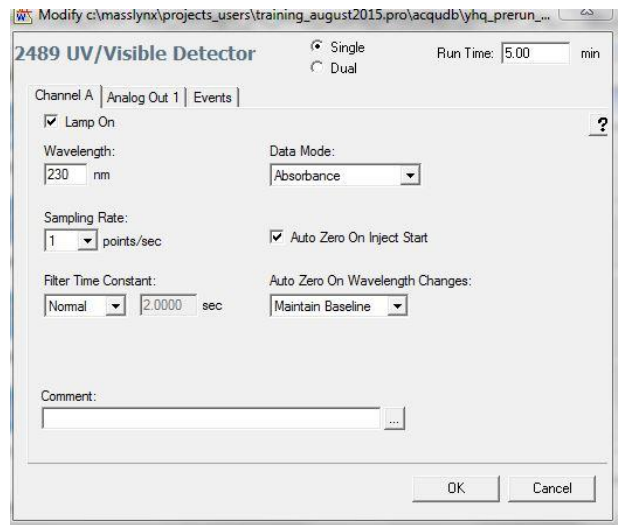 Modify c:\masslynx\projects_users\training_august2015.pro\acqudb\yhq_prerun_...
2489 UV/Visible Detector
Single
Dual
Run Time: 5.00 min
Channel A Analog Out 1 Events
Lamp On
?
Wavelength:
230 nm
Data Mode:
Absorbance
Sampling Rate:
1 points/sec
Auto Zero On Inject Start
Filter Time Constant:
Normal 2.0000 sec
Auto Zero On Wavelength Changes:
Maintain Baseline
Comment:
...
OK Cancel